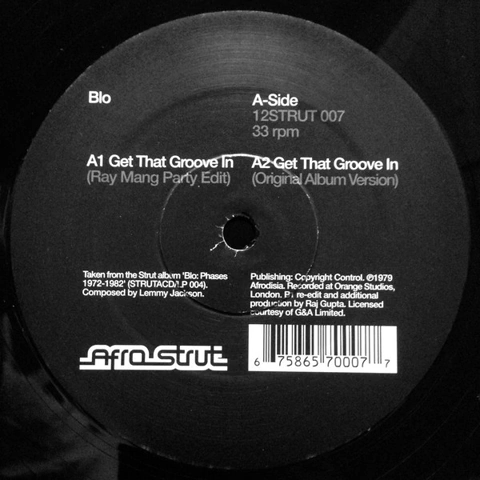 Blo
A-Side
12STRUT 007
33 rpm
A1 Get That Groove In
(Ray Mang Party Edit)
A2 Get That Groove In
(Original Album Version)
Taken from the Strut album 'Blo: Phases
1972-1982' (STRUTACD/LP 004).
Composed by Lemmy Jackson.
Publishing: Copyright Control. ℗1979
Afrodisia. Recorded at Orange Studios,
London. re-edit and additional
production by Raj Gupta. Licensed
courtesy of G&A Limited.
Afro Strut
6 75865 70007 7